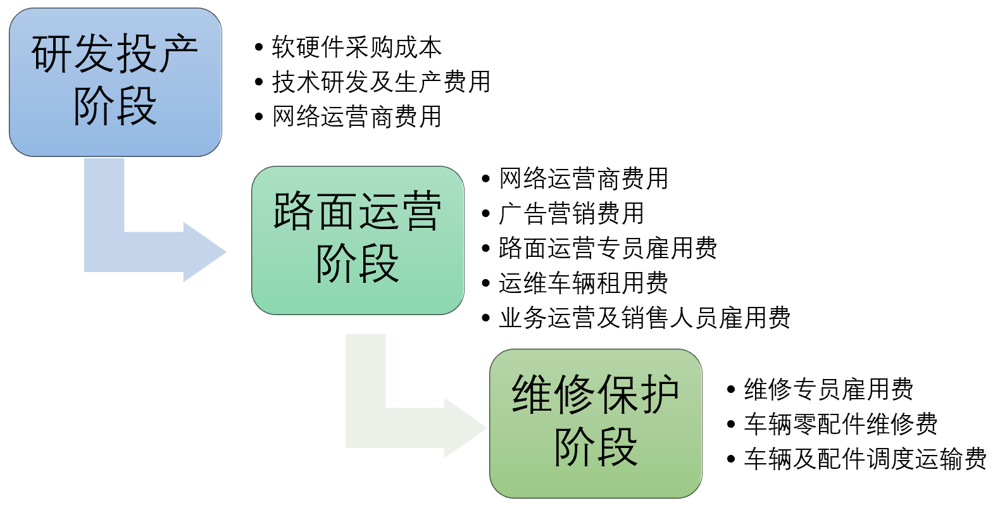 研发投产
阶段
• 软硬件采购成本
• 技术研发及生产费用
• 网络运营商费用
路面运营
阶段
• 网络运营商费用
• 广告营销费用
• 路面运营专员雇用费
• 运维车辆租用费
• 业务运营及销售人员雇用费
维修保护
阶段
• 维修专员雇用费
• 车辆零配件维修费
• 车辆及配件调度运输费